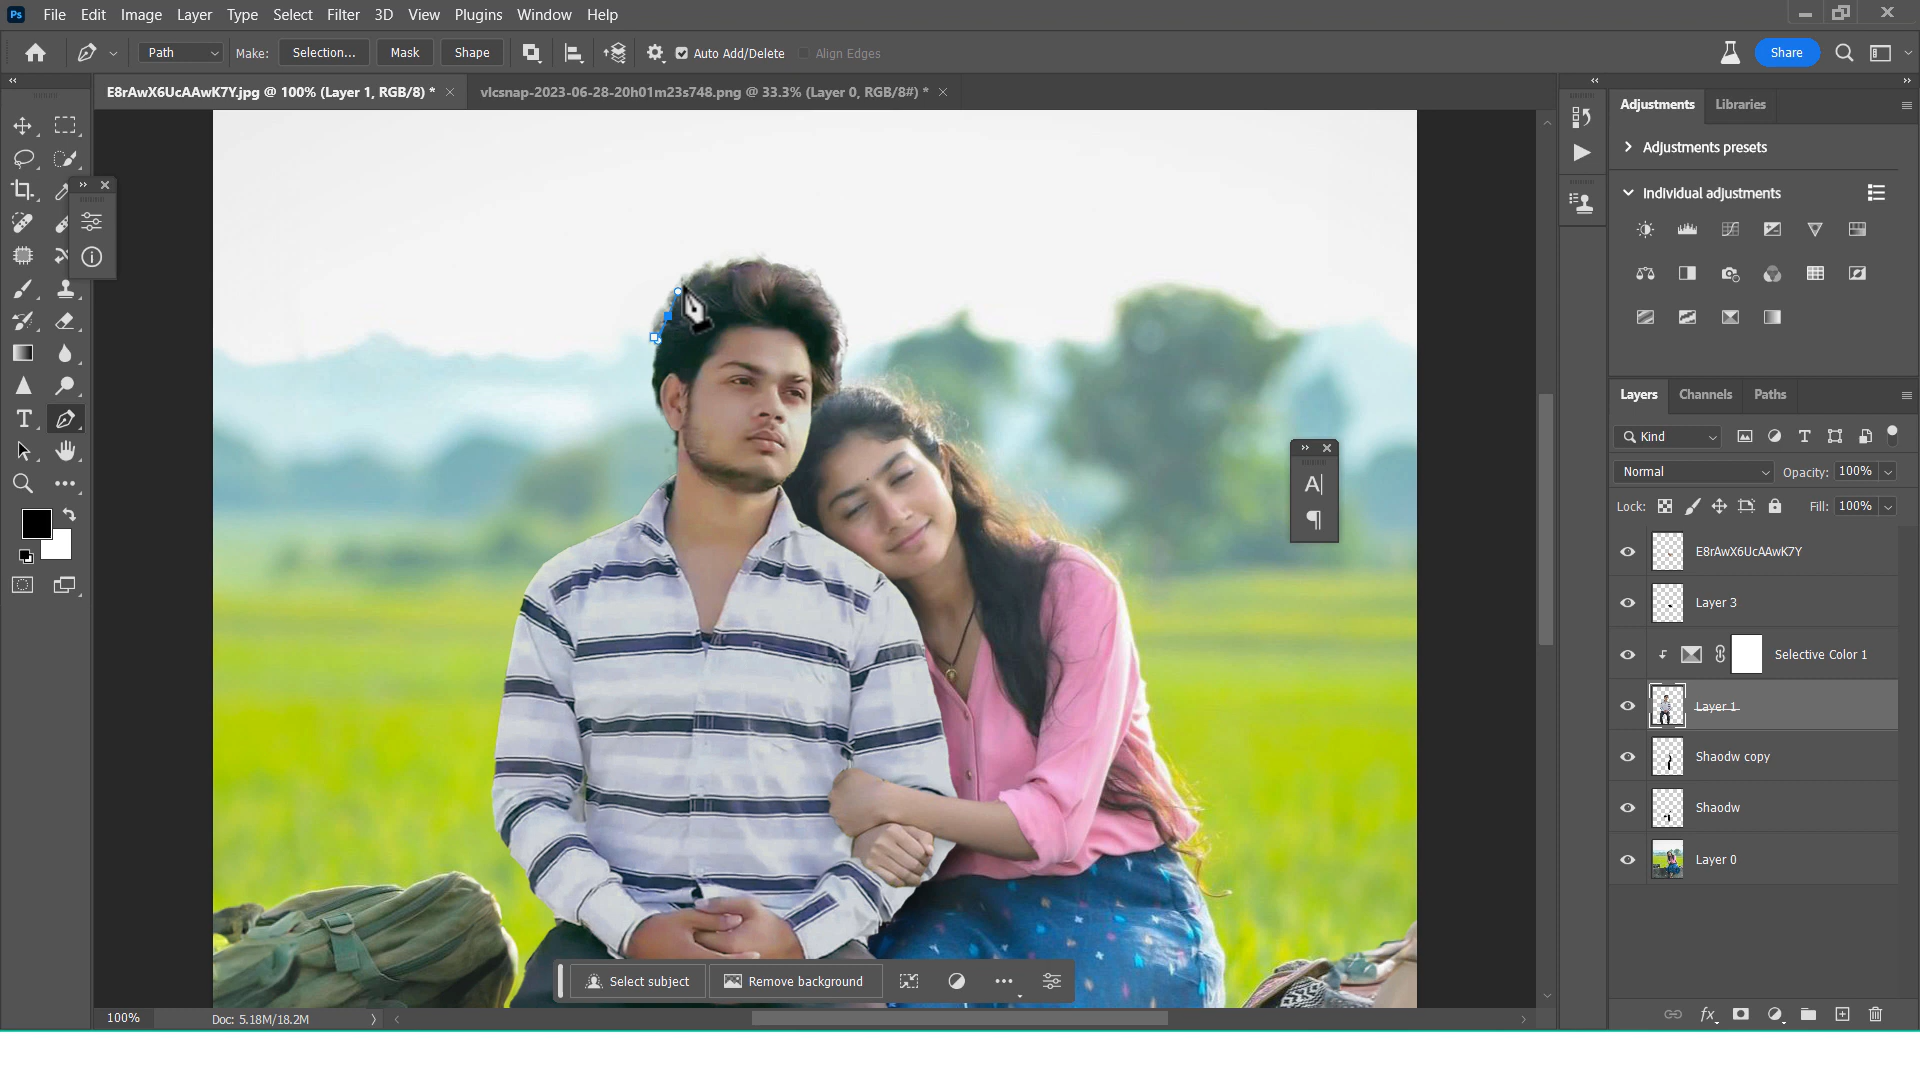 Ps File Edit Image Layer Type Select Filter 3D View Plugins Window Help
Path Make: Selection... Mask Shape Auto Add/Delete Align Edges Share
E8rAwX6UcAAwK7Y.jpg @ 100% (Layer 1, RGB/8) * vlcsnap-2023-06-28-20h01m23s748.png @ 33.3% (Layer 0, RGB/8#) *
Adjustments Libraries
Adjustments presets
Individual adjustments
Layers Channels Paths
Kind
Normal Opacity: 100%
Lock: Fill: 100%
E8rAwX6UcAAwK7Y
Layer 3
Selective Color 1
Layer 1
Shaodw copy
Shaodw
Layer 0
Select subject Remove background
100% Doc: 5.18M/18.2M